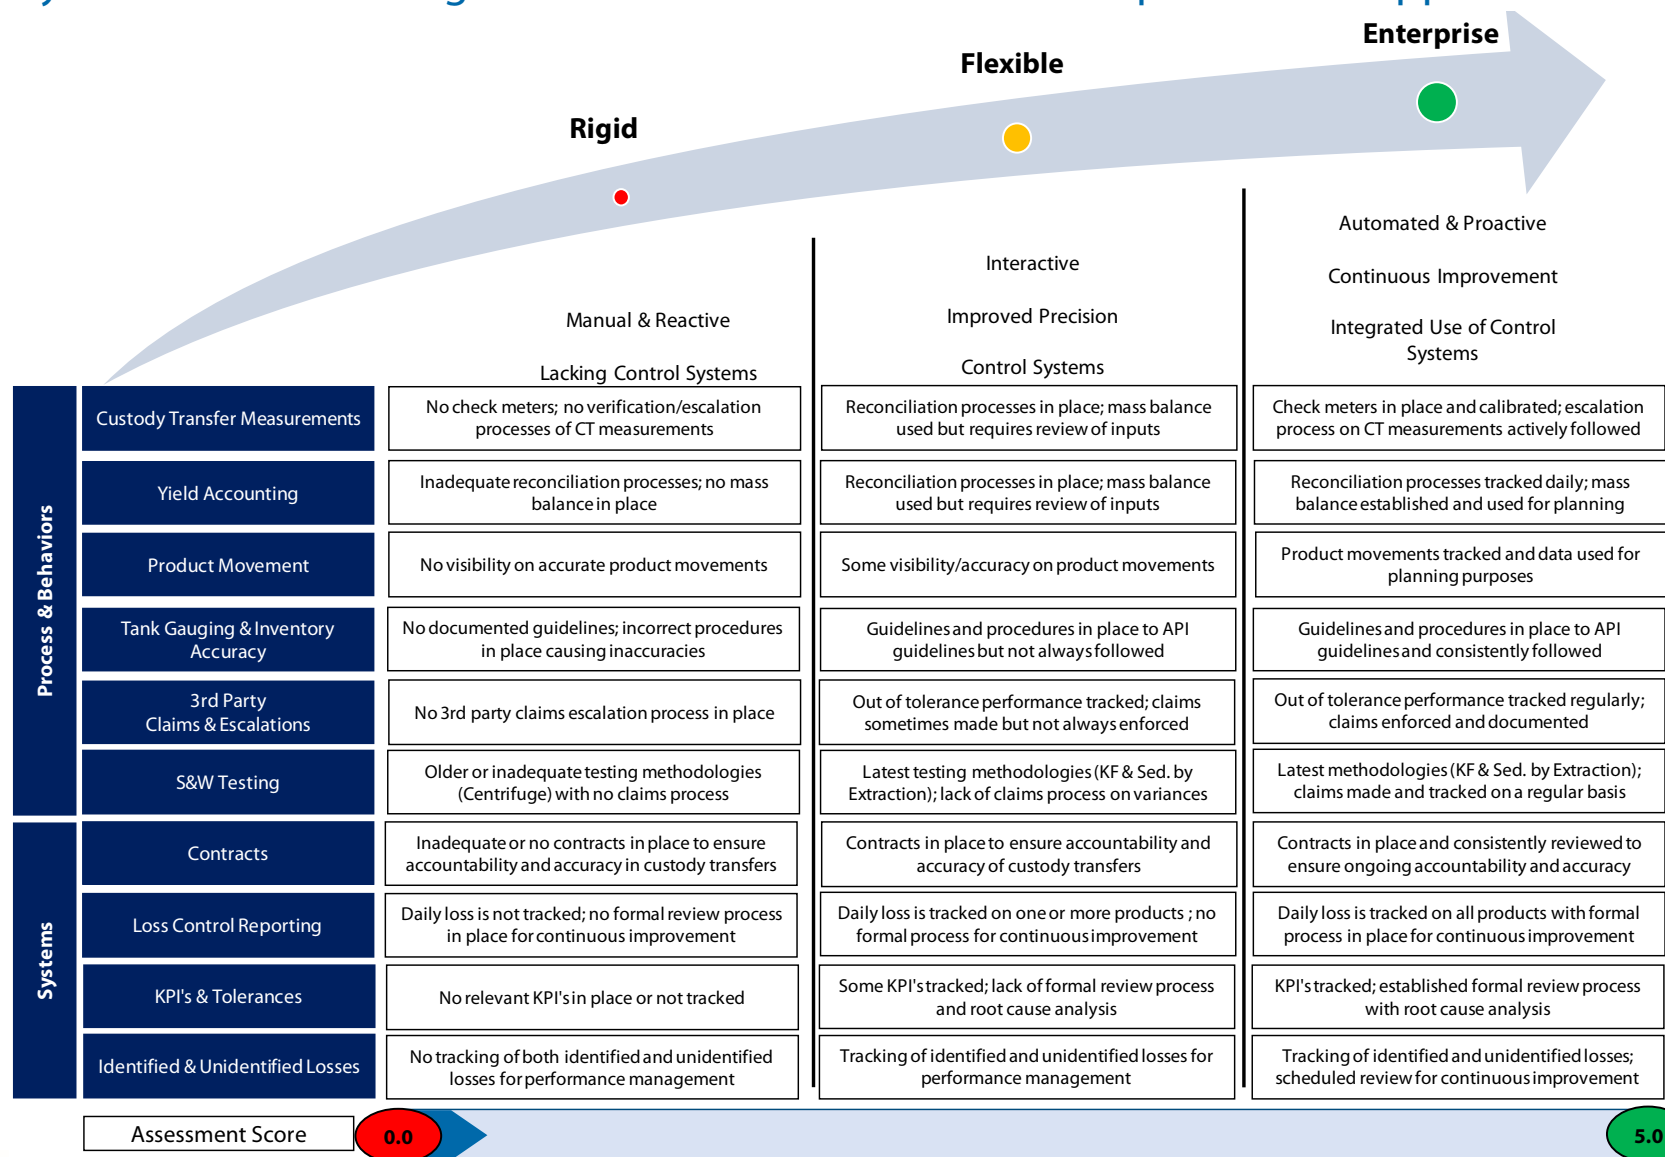 Enterprise
Flexible
Rigid
Automated & Proactive
Continuous Improvement
Integrated Use of Control
Systems
Interactive
Improved Precision
Control Systems
Manual & Reactive
Lacking Control Systems
Process & Behaviors
Custody Transfer Measurements
No check meters; no verification/escalation
processes of CT measurements
Reconciliation processes in place; mass balance
used but requires review of inputs
Check meters in place and calibrated; escalation
process on CT measurements actively followed
Yield Accounting
Inadequate reconciliation processes; no mass
balance in place
Reconciliation processes in place; mass balance
used but requires review of inputs
Reconciliation processes tracked daily; mass
balance established and used for planning
Product Movement
No visibility on accurate product movements
Some visibility/accuracy on product movements
Product movements tracked and data used for
planning purposes
Tank Gauging & Inventory
Accuracy
No documented guidelines; incorrect procedures
in place causing inaccuracies
Guidelines and procedures in place to API
guidelines but not always followed
Guidelines and procedures in place to API
guidelines and consistently followed
3rd Party
Claims & Escalations
No 3rd party claims escalation process in place
Out of tolerance performance tracked; claims
sometimes made but not always enforced
Out of tolerance performance tracked regularly;
claims enforced and documented
S&W Testing
Older or inadequate testing methodologies
(Centrifuge) with no claims process
Latest testing methodologies (KF & Sed. by
Extraction); lack of claims process on variances
Latest methodologies (KF & Sed. by Extraction);
claims made and tracked on a regular basis
Systems
Contracts
Inadequate or no contracts in place to ensure
accountability and accuracy in custody transfers
Contracts in place to ensure accountability and
accuracy of custody transfers
Contracts in place and consistently reviewed to
ensure ongoing accountability and accuracy
Loss Control Reporting
Daily loss is not tracked; no formal review process
in place for continuous improvement
Daily loss is tracked on one or more products ; no
formal process for continuous improvement
Daily loss is tracked on all products with formal
process in place for continuous improvement
KPI's & Tolerances
No relevant KPI's in place or not tracked
Some KPI's tracked; lack of formal review process
and root cause analysis
KPI's tracked; established formal review process
with root cause analysis
Identified & Unidentified Losses
No tracking of both identified and unidentified
losses for performance management
Tracking of identified and unidentified losses for
performance management
Tracking of identified and unidentified losses;
scheduled review for continuous improvement
Assessment Score
0.0
5.0